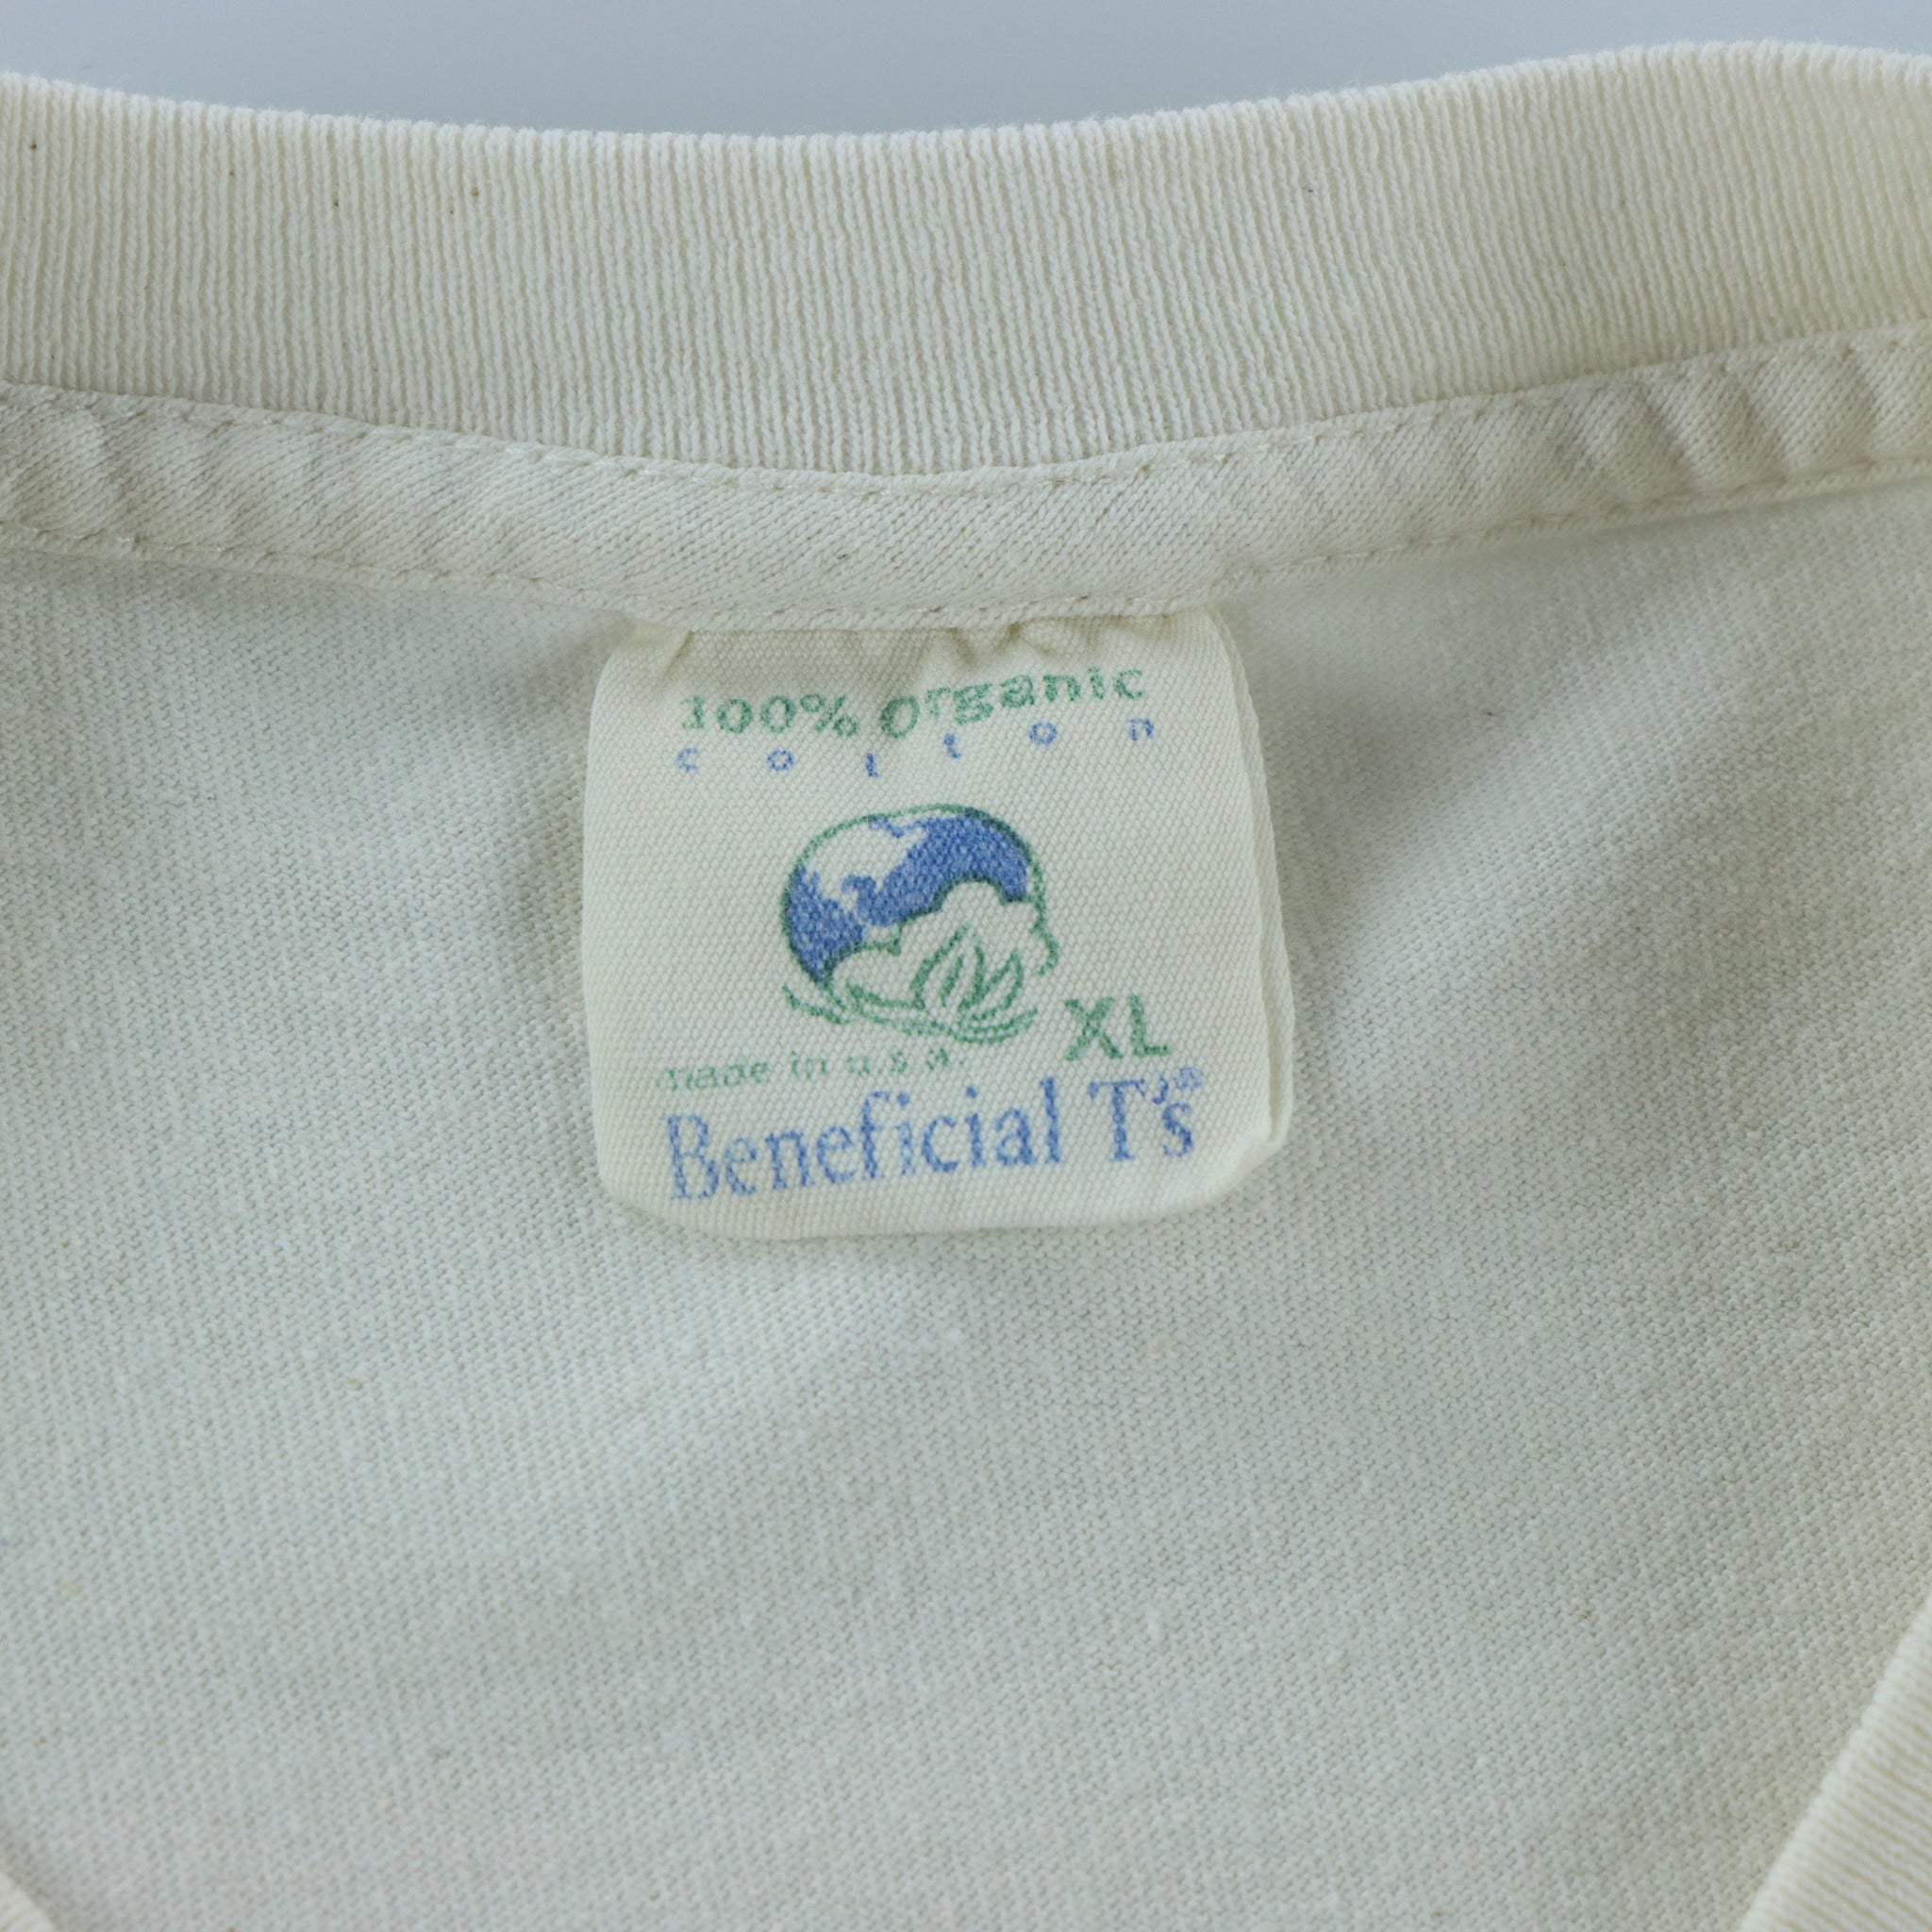 100% Organic
cotton
XL
made in u.s.a.
Beneficial T's®